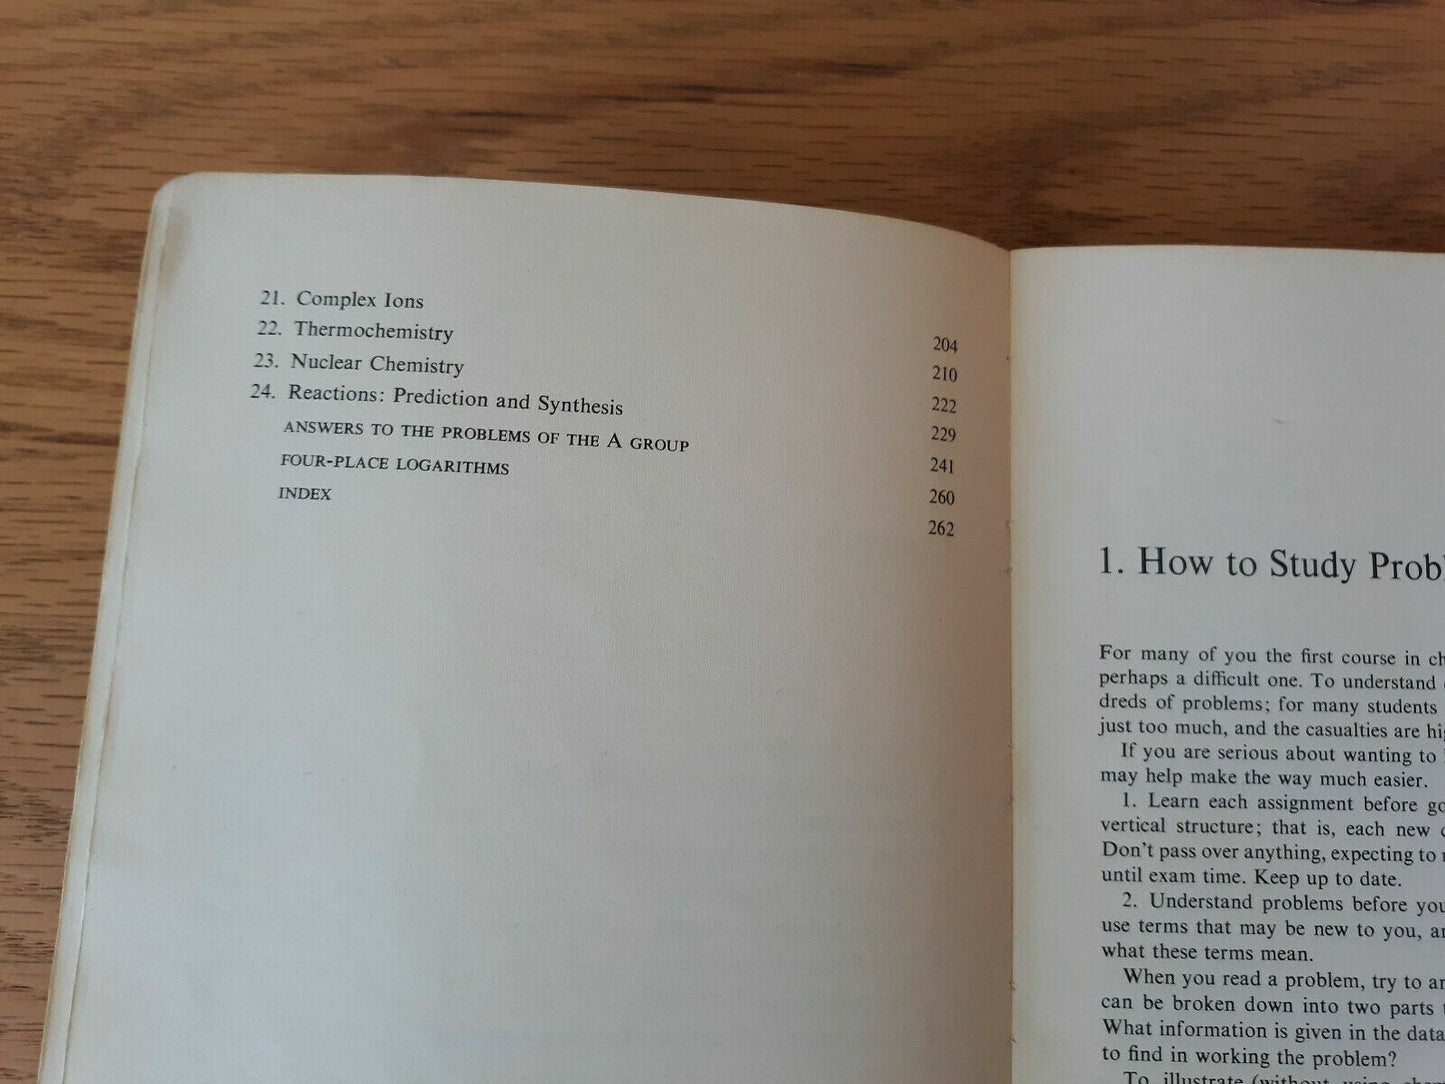 21. Complex Ions 204
22. Thermochemistry 210
23. Nuclear Chemistry 222
24. Reactions: Prediction and Synthesis 229
ANSWERS TO THE PROBLEMS OF THE A GROUP 241
FOUR-PLACE LOGARITHMS 260
INDEX 262
1. How to Study Prob
For many of you the first course in ch
perhaps a difficult one. To understand
dreds of problems; for many students
just too much, and the casualties are hi
If you are serious about wanting to
may help make the way much easier.
1. Learn each assignment before go
vertical structure; that is, each new
Don't pass over anything, expecting to
until exam time. Keep up to date.
2. Understand problems before you
use terms that may be new to you, a
what these terms mean.
When you read a problem, try to a
can be broken down into two parts
What information is given in the data
to find in working the problem?
To illustrate (without using